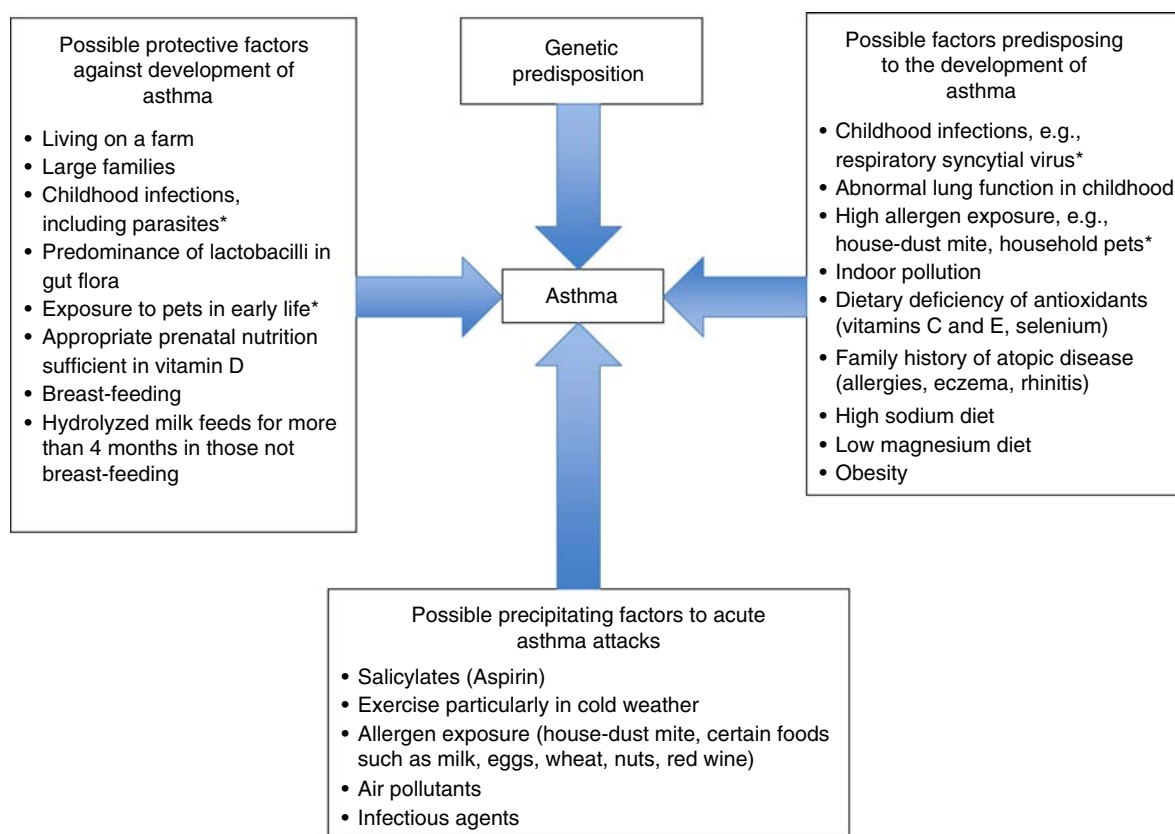 Possible protective factors
against development of
asthma
• Living on a farm
• Large families
• Childhood infections,
including parasites*
• Predominance of lactobacilli in
gut flora
• Exposure to pets in early life*
• Appropriate prenatal nutrition
sufficient in vitamin D
• Breast-feeding
• Hydrolyzed milk feeds for more
than 4 months in those not
breast-feeding
Genetic
predisposition
Asthma
Possible factors predisposing
to the development of
asthma
• Childhood infections, e.g.,
respiratory syncytial virus*
• Abnormal lung function in childhood
• High allergen exposure, e.g.,
house-dust mite, household pets*
• Indoor pollution
• Dietary deficiency of antioxidants
(vitamins C and E, selenium)
• Family history of atopic disease
(allergies, eczema, rhinitis)
• High sodium diet
• Low magnesium diet
• Obesity
Possible precipitating factors to acute
asthma attacks
• Salicylates (Aspirin)
• Exercise particularly in cold weather
• Allergen exposure (house-dust mite, certain foods
such as milk, eggs, wheat, nuts, red wine)
• Air pollutants
• Infectious agents